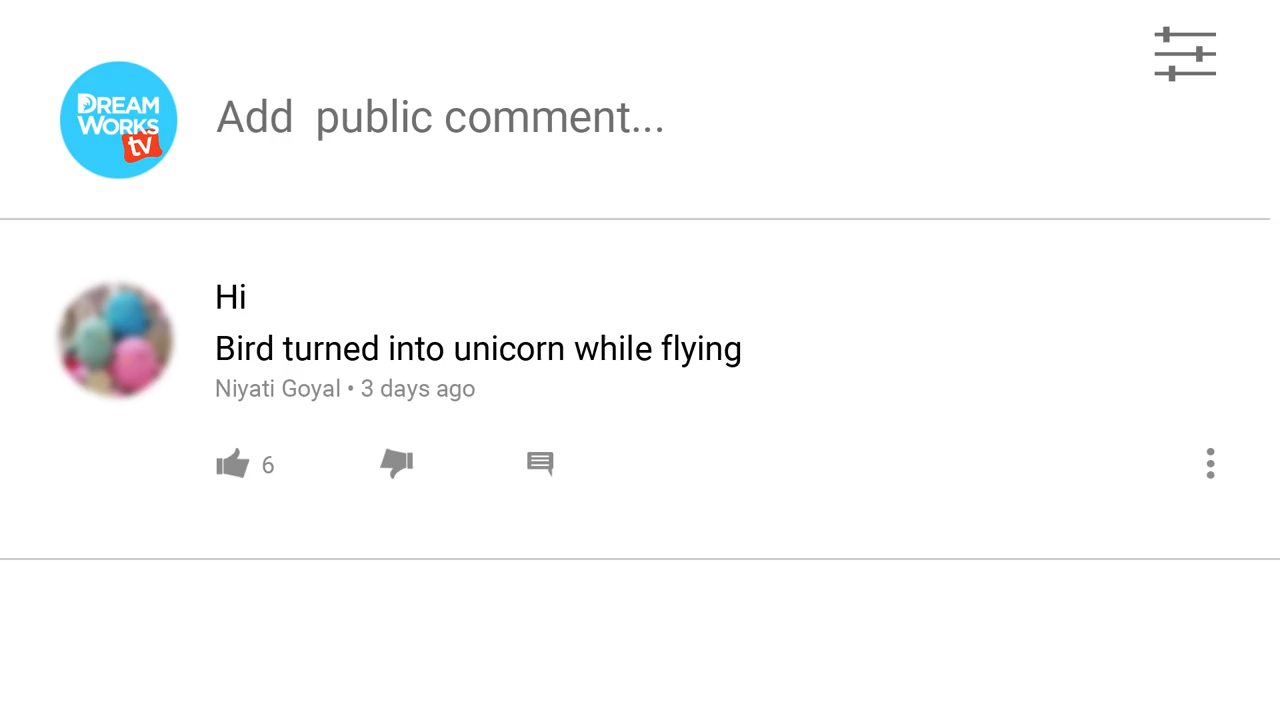 DREAM
WORKS
tv
Add public comment...
Hi
Bird turned into unicorn while flying
Niyati Goyal • 3 days ago
6